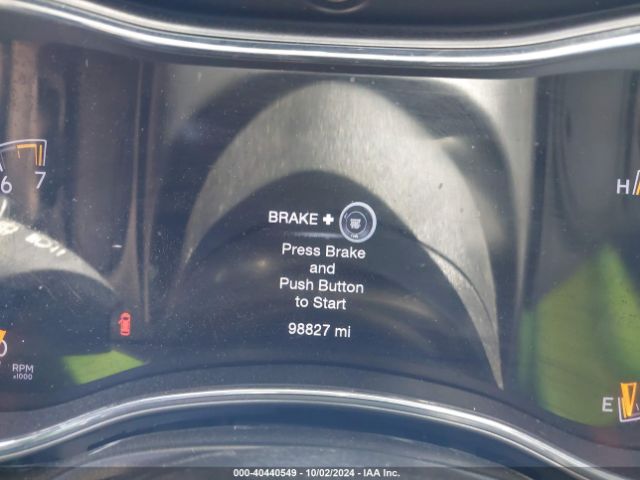 6 7
H
BRAKE +
Press Brake
and
Push Button
to Start
98827 mi
RPM
x1000
E
000-40440549 - 10/02/2024 - IAA Inc.